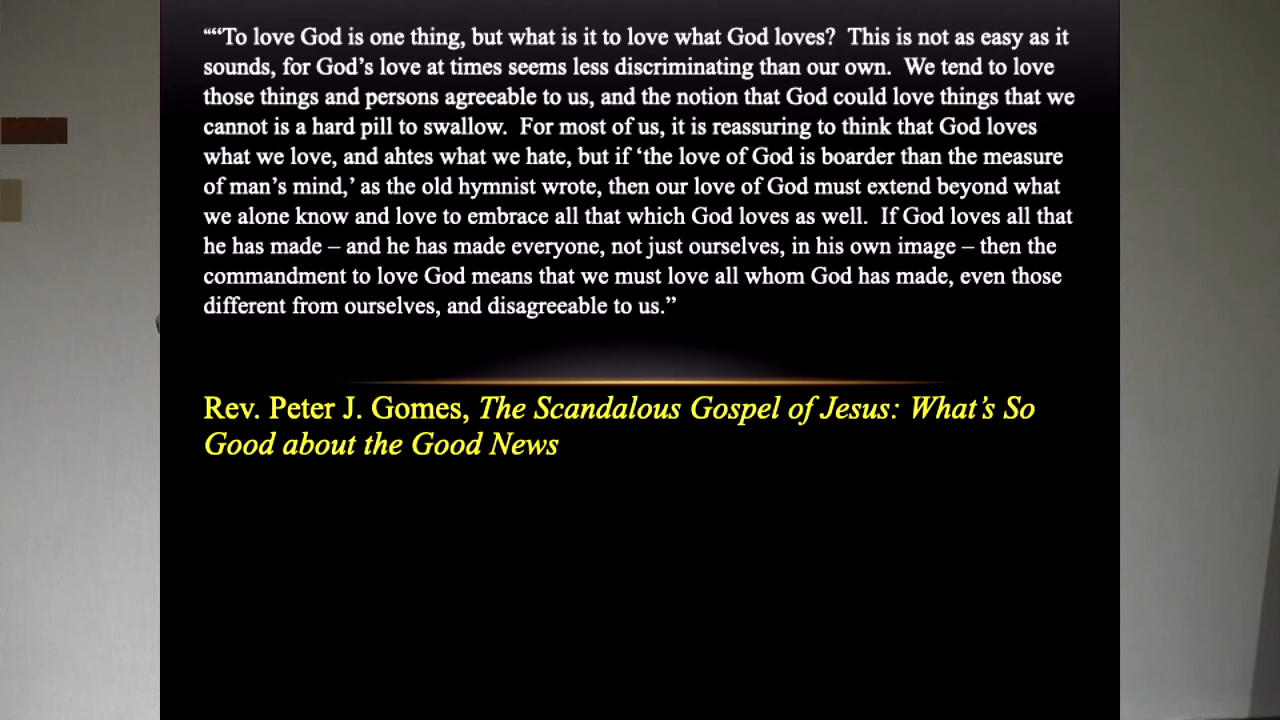 ““To love God is one thing, but what is it to love what God loves?  This is not as easy as it
sounds, for God’s love at times seems less discriminating than our own.  We tend to love
those things and persons agreeable to us, and the notion that God could love things that we
cannot is a hard pill to swallow.  For most of us, it is reassuring to think that God loves
what we love, and ahtes what we hate, but if ‘the love of God is boarder than the measure
of man’s mind,’ as the old hymnist wrote, then our love of God must extend beyond what
we alone know and love to embrace all that which God loves as well.  If God loves all that
he has made – and he has made everyone, not just ourselves, in his own image – then the
commandment to love God means that we must love all whom God has made, even those
different from ourselves, and disagreeable to us.”
Rev. Peter J. Gomes, The Scandalous Gospel of Jesus: What’s So
Good about the Good News